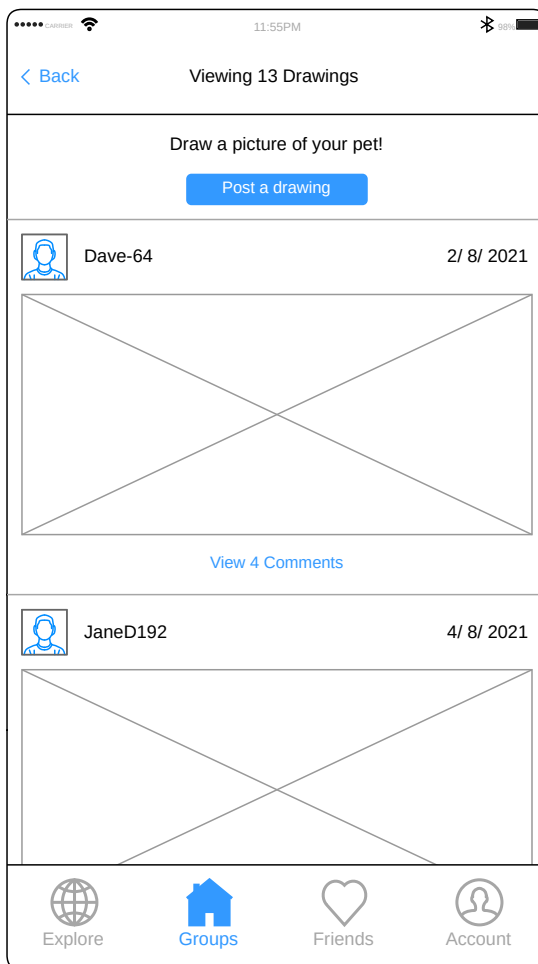 CARRIER 11:55PM 98%
Back Viewing 13 Drawings
Draw a picture of your pet!
Post a drawing
Dave-64 2/ 8/ 2021
View 4 Comments
JaneD192 4/ 8/ 2021
Explore Groups Friends Account